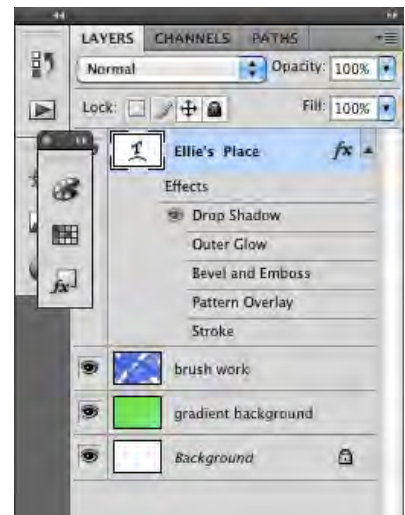 LAYERS CHANNELS PATHS
Normal Opacity: 100%
Lock: Fill: 100%
Ellie's Place fx
Effects
Drop Shadow
Outer Glow
Bevel and Emboss
Pattern Overlay
Stroke
brush work
gradient background
Background
fx